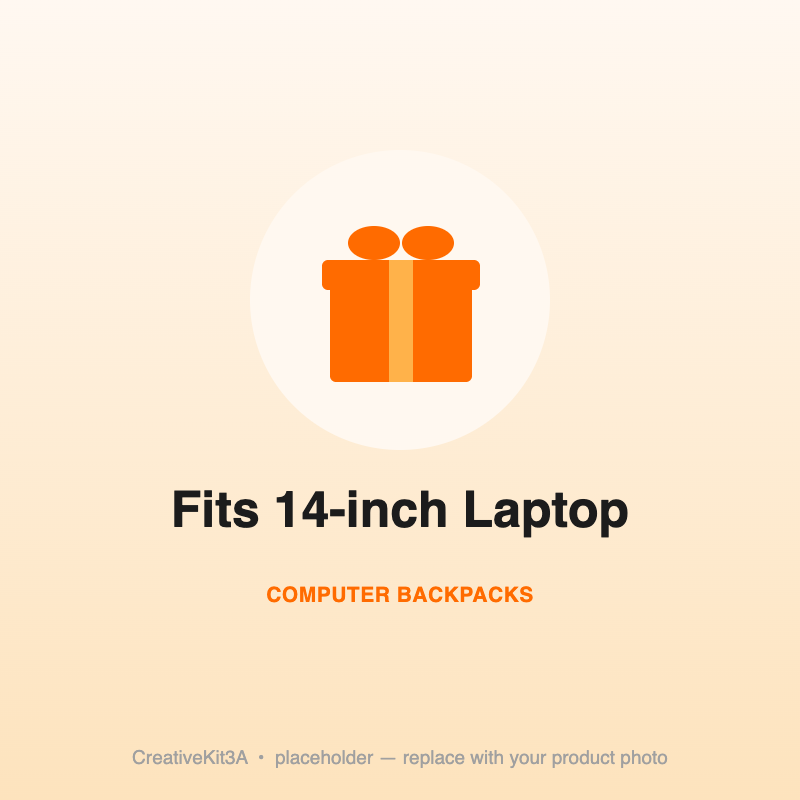 Fits 14-inch Laptop
COMPUTER BACKPACKS
CreativeKit3A • placeholder — replace with your product photo